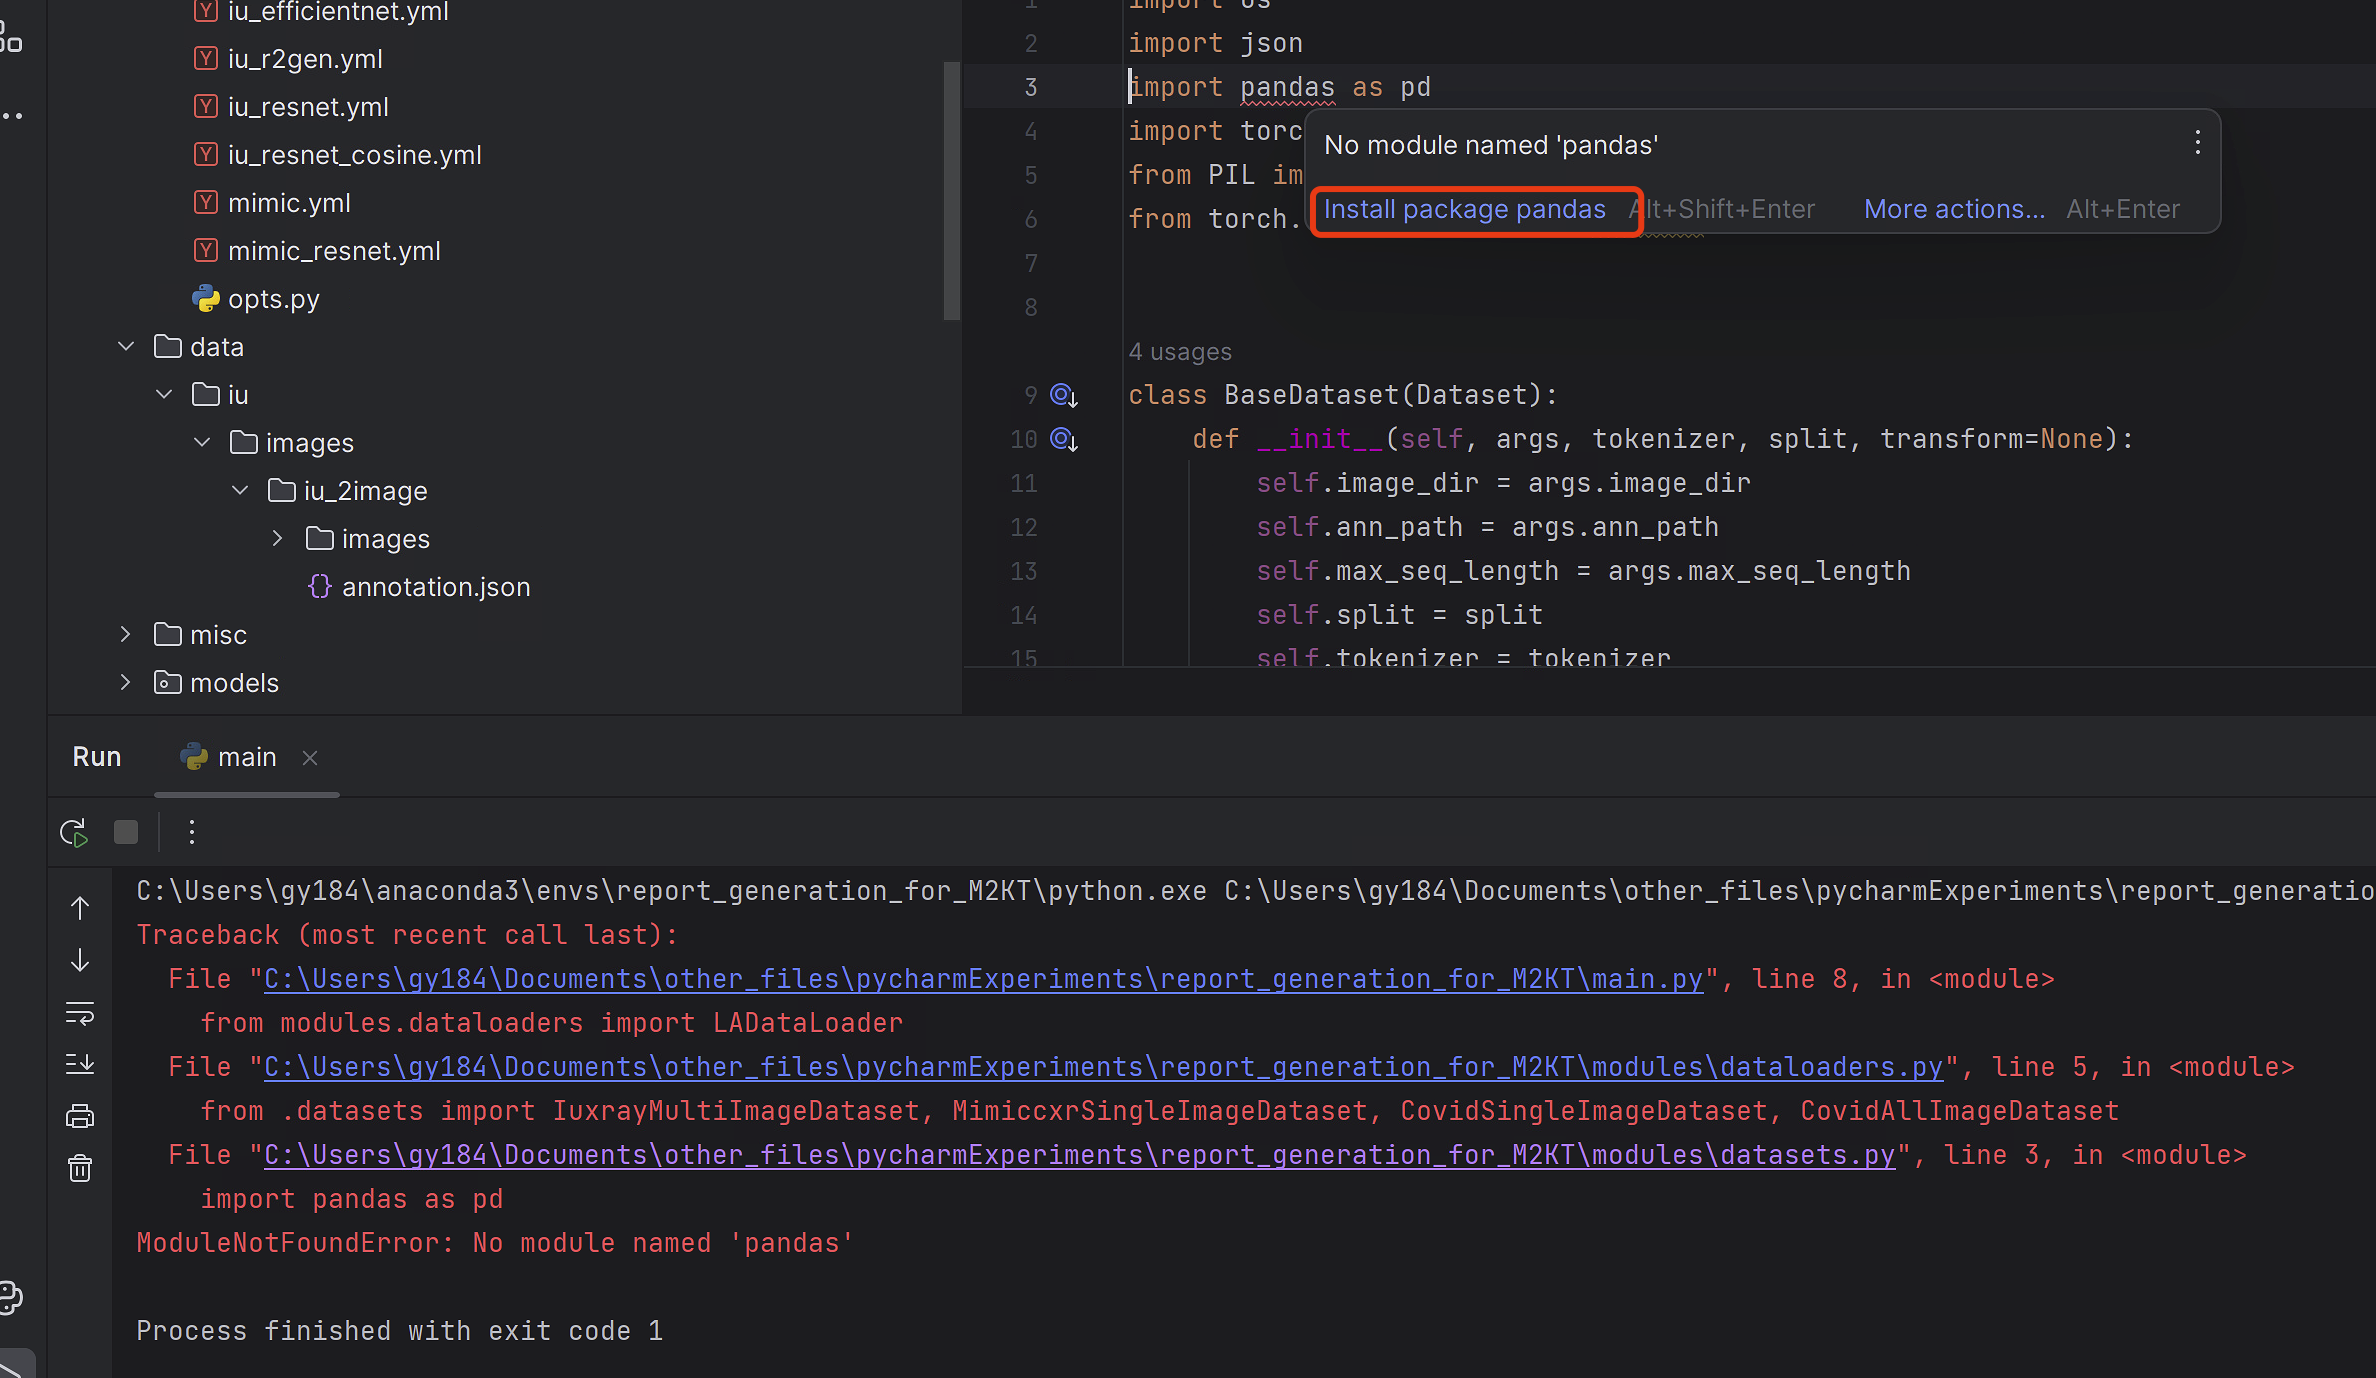 iu_efficientnet.yml
iu_r2gen.yml
iu_resnet.yml
iu_resnet_cosine.yml
mimic.yml
mimic_resnet.yml
opts.py
data
iu
images
iu_2image
images
annotation.json
misc
models
1 import os
2 import json
3 import pandas as pd
4 import torc
5 from PIL im
6 from torch.
7
8
No module named 'pandas'
Install package pandas Alt+Shift+Enter More actions... Alt+Enter
4 usages
9 class BaseDataset(Dataset):
10 def __init__(self, args, tokenizer, split, transform=None):
11 self.image_dir = args.image_dir
12 self.ann_path = args.ann_path
13 self.max_seq_length = args.max_seq_length
14 self.split = split
15 self.tokenizer = tokenizer
Run main
C:\Users\gy184\anaconda3\envs\report_generation_for_M2KT\python.exe C:\Users\gy184\Documents\other_files\pycharmExperiments\report_generatio
Traceback (most recent call last):
File "C:\Users\gy184\Documents\other_files\pycharmExperiments\report_generation_for_M2KT\main.py", line 8, in <module>
from modules.dataloaders import LADataLoader
File "C:\Users\gy184\Documents\other_files\pycharmExperiments\report_generation_for_M2KT\modules\dataloaders.py", line 5, in <module>
from .datasets import IuxrayMultiImageDataset, MimiccxrSingleImageDataset, CovidSingleImageDataset, CovidAllImageDataset
File "C:\Users\gy184\Documents\other_files\pycharmExperiments\report_generation_for_M2KT\modules\datasets.py", line 3, in <module>
import pandas as pd
ModuleNotFoundError: No module named 'pandas'
Process finished with exit code 1